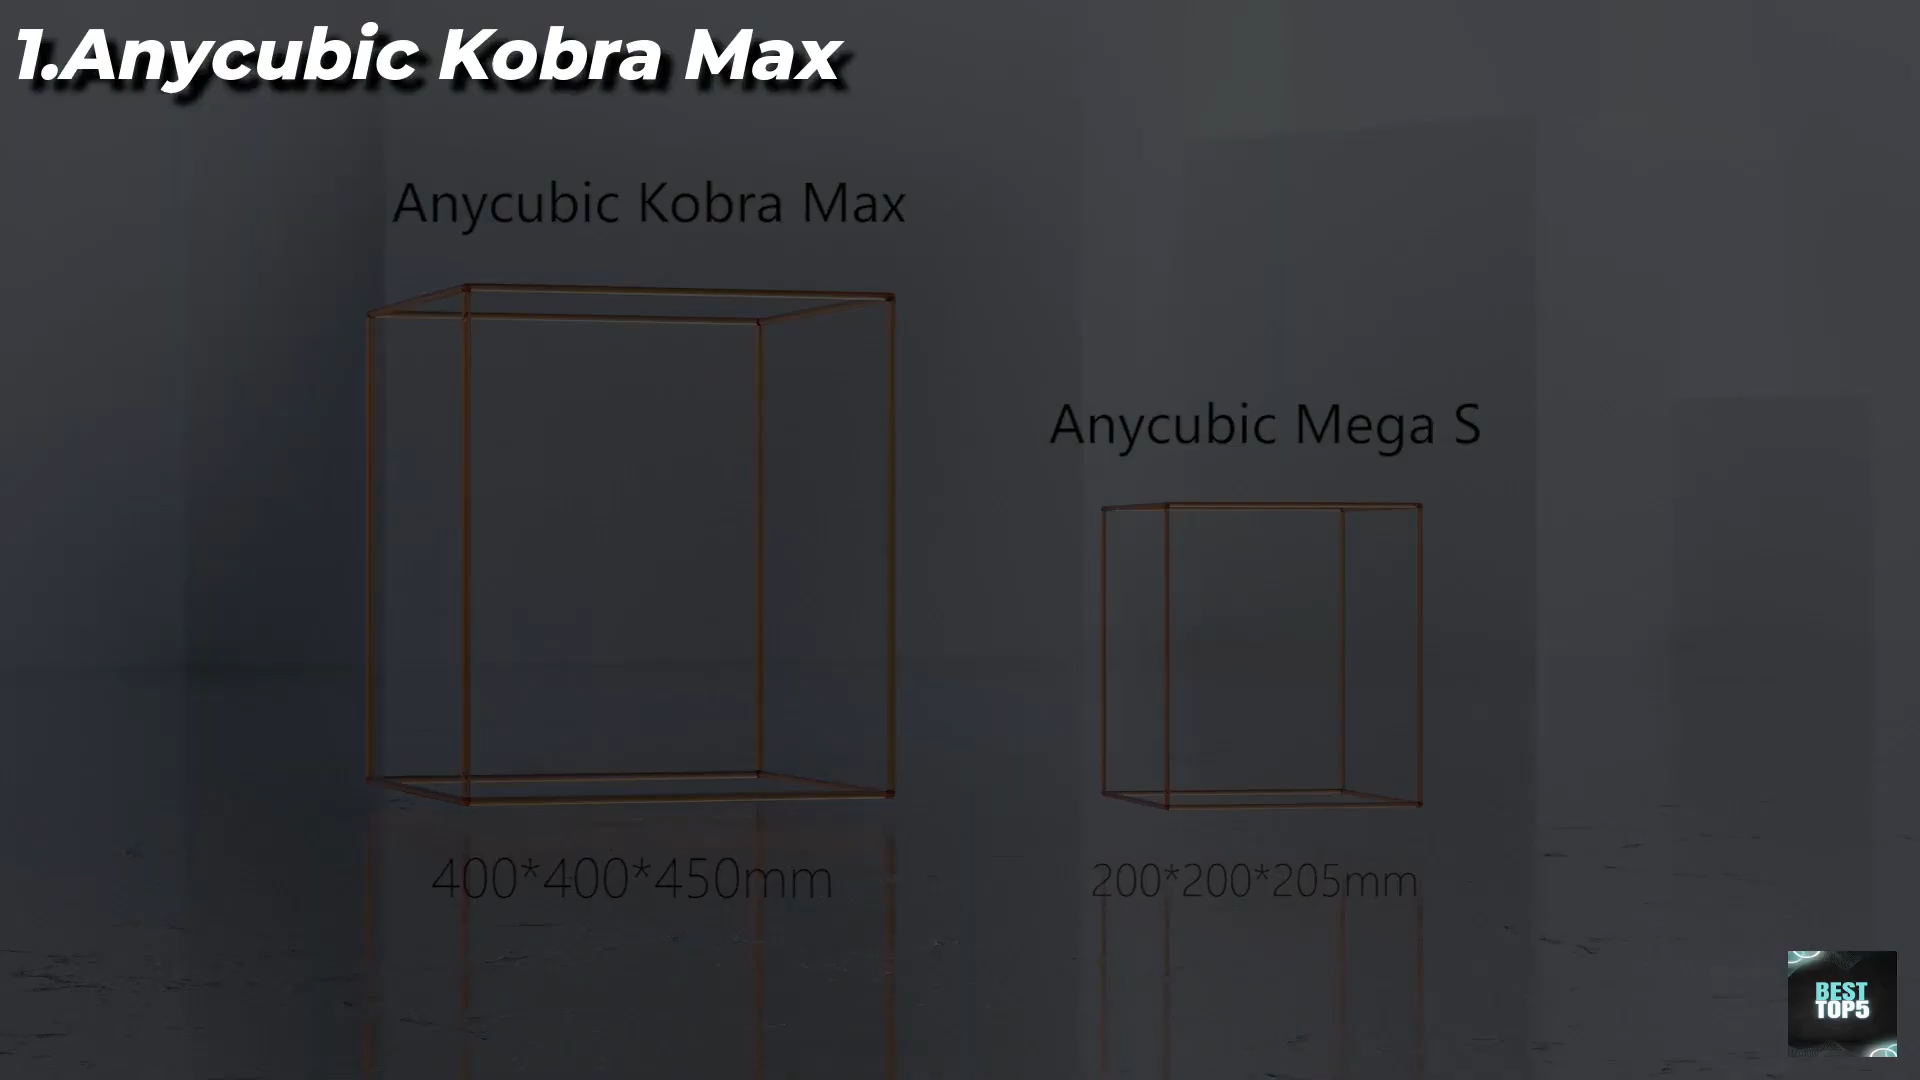 1.Anycubic Kobra Max
Anycubic Kobra Max
Anycubic Mega S
400*400*450mm
200*200*205mm
BEST
TOP5